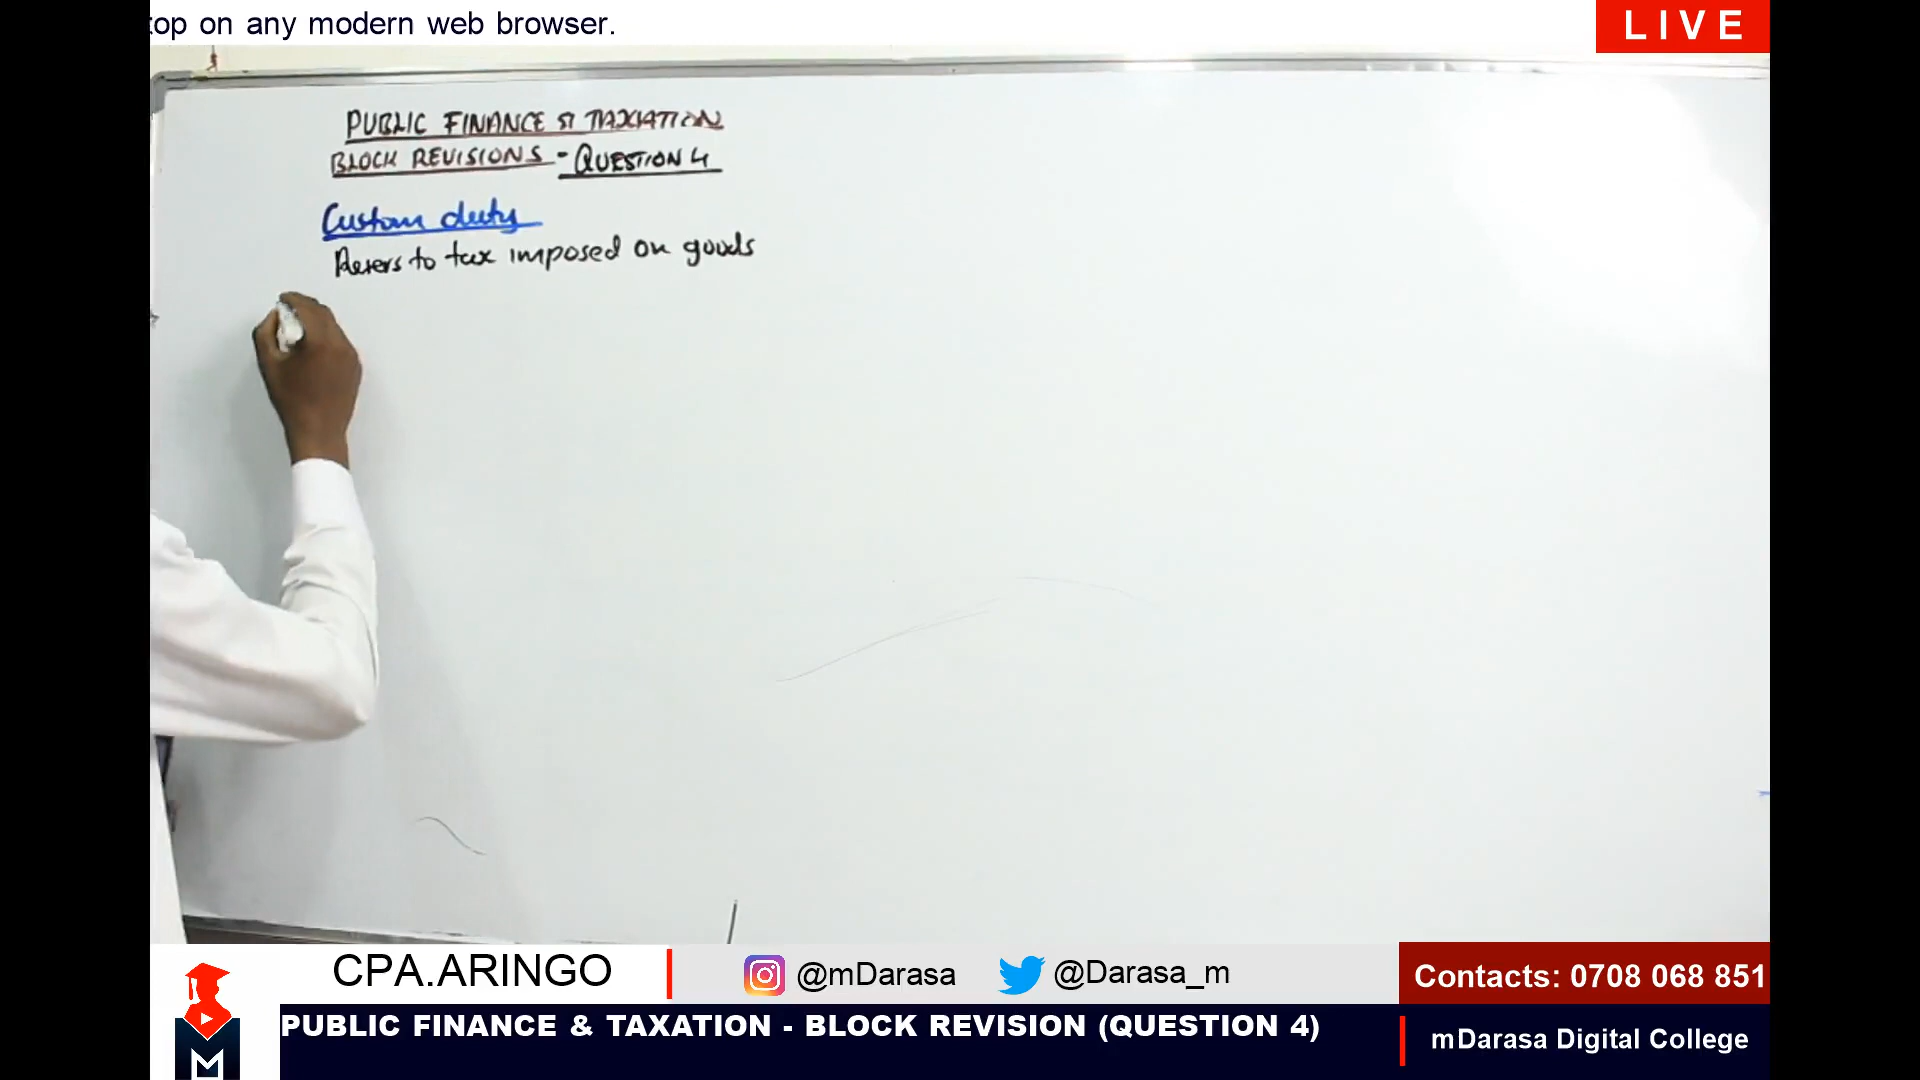 top on any modern web browser.
LIVE
PUBLIC FINANCE & TAXATION
BLOCK REVISIONS - QUESTION 4
Custom duty
Refers to tax imposed on goods
CPA.ARINGO
@mDarasa
@Darasa_m
Contacts: 0708 068 851
M
PUBLIC FINANCE & TAXATION - BLOCK REVISION (QUESTION 4)
mDarasa Digital College